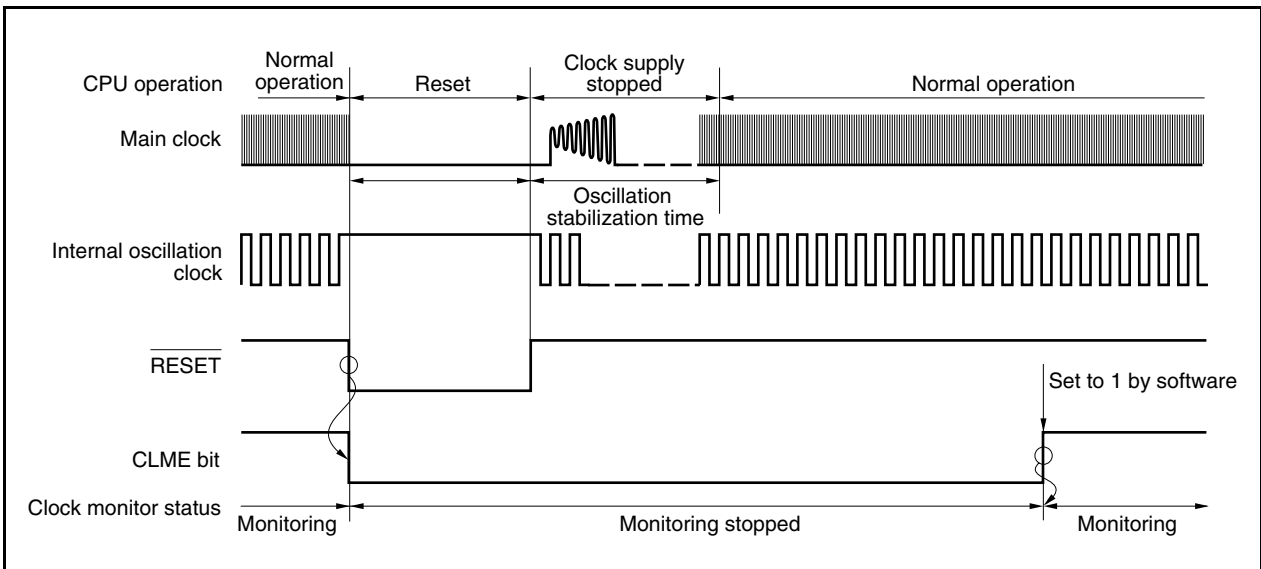 Normal
operation
Clock supply
stopped
CPU operation
Reset
Normal operation
Main clock
Oscillation
stabilization time
Internal oscillation
clock
RESET
Set to 1 by software
CLME bit
Clock monitor status
Monitoring
Monitoring stopped
Monitoring